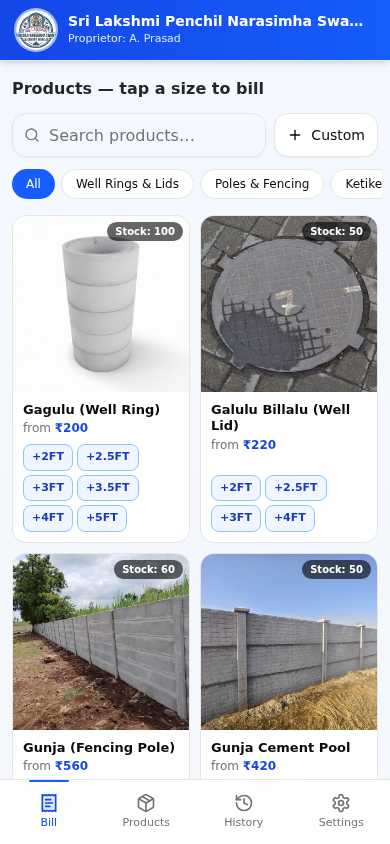 Sri Lakshmi Penchil Narasimha Swa...
Proprietor: A. Prasad
Products — tap a size to bill
Search products...
Custom
All
Well Rings & Lids
Poles & Fencing
Ketike
Stock: 100
Stock: 50
Gagulu (Well Ring)
from ₹200
+2FT
+2.5FT
+3FT
+3.5FT
+4FT
+5FT
Galulu Billalu (Well
Lid)
from ₹220
+2FT
+2.5FT
+3FT
+4FT
Stock: 60
Stock: 50
Gunja (Fencing Pole)
from ₹560
Gunja Cement Pool
from ₹420
Bill
Products
History
Settings